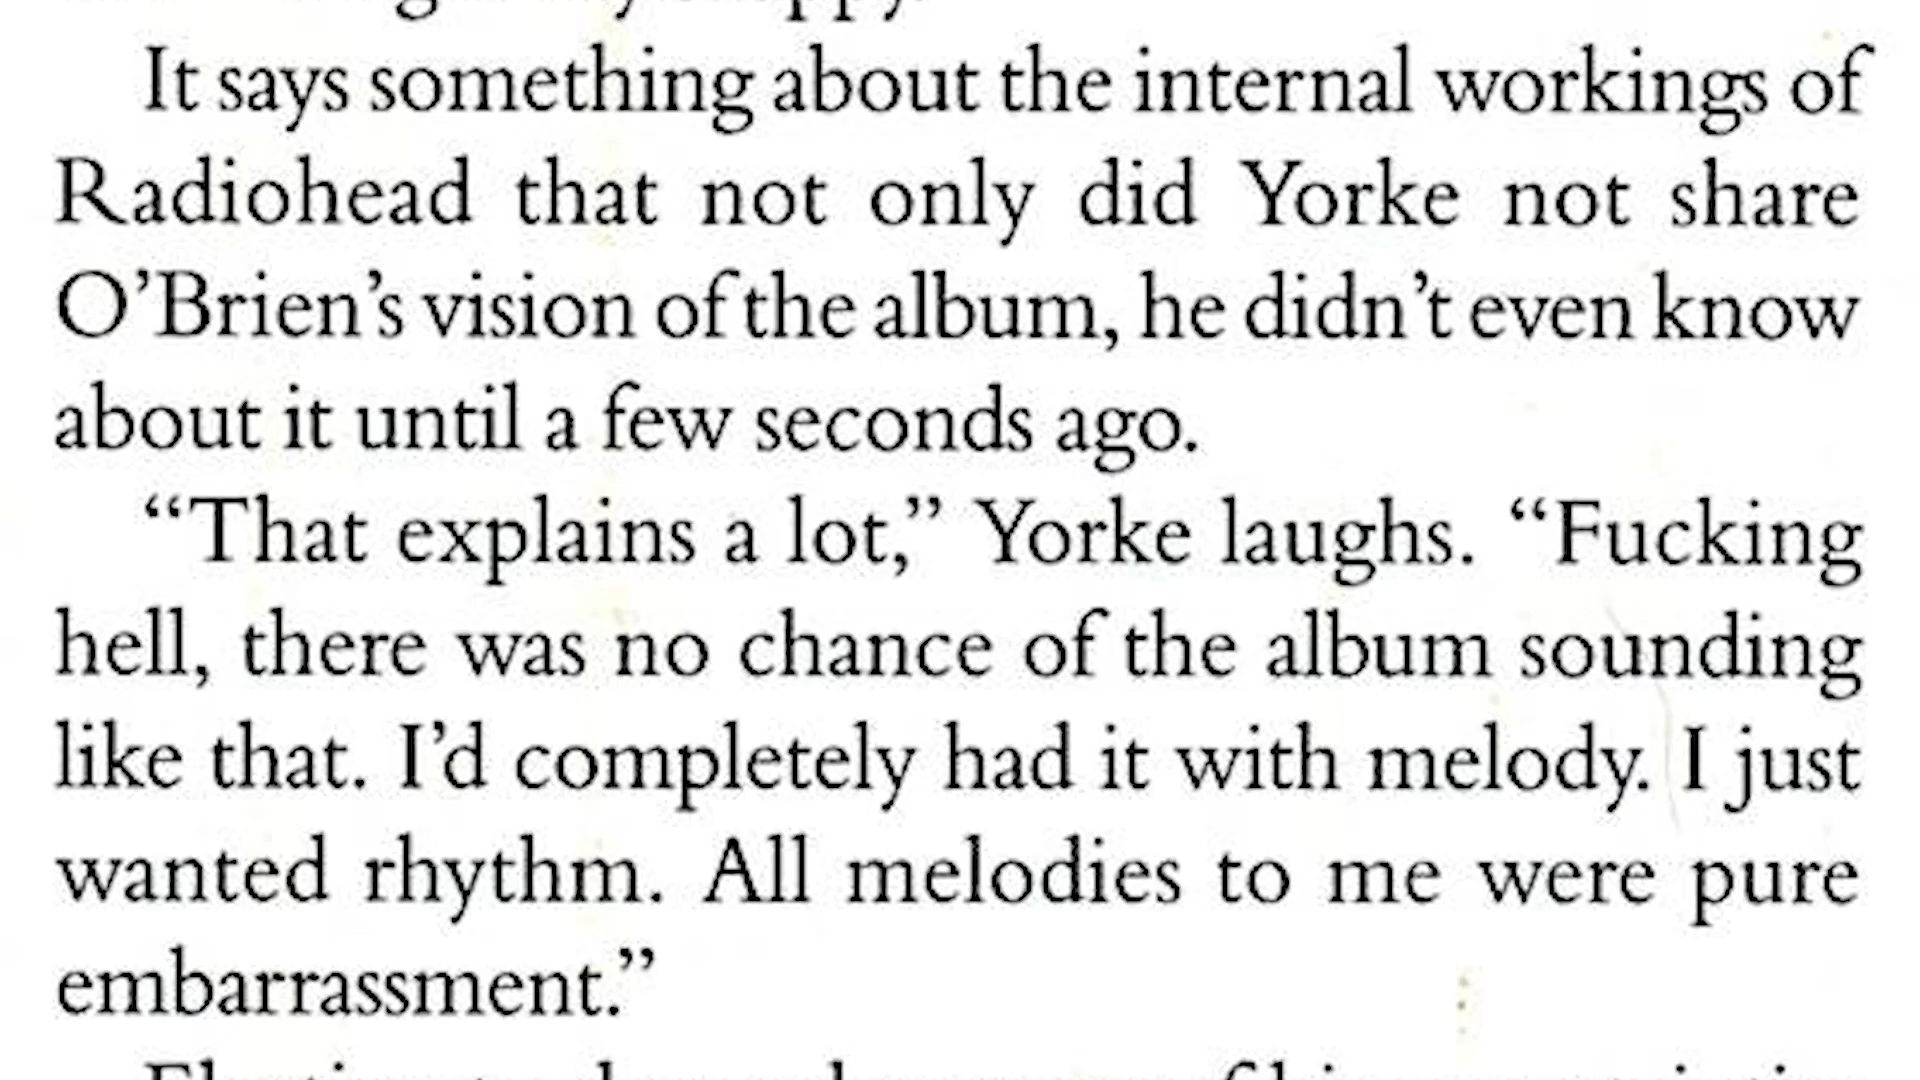 It says something about the internal workings of
Radiohead that not only did Yorke not share
O’Brien’s vision of the album, he didn’t even know
about it until a few seconds ago.
“That explains a lot,” Yorke laughs. “Fucking
hell, there was no chance of the album sounding
like that. I’d completely had it with melody. I just
wanted rhythm. All melodies to me were pure
embarrassment.”